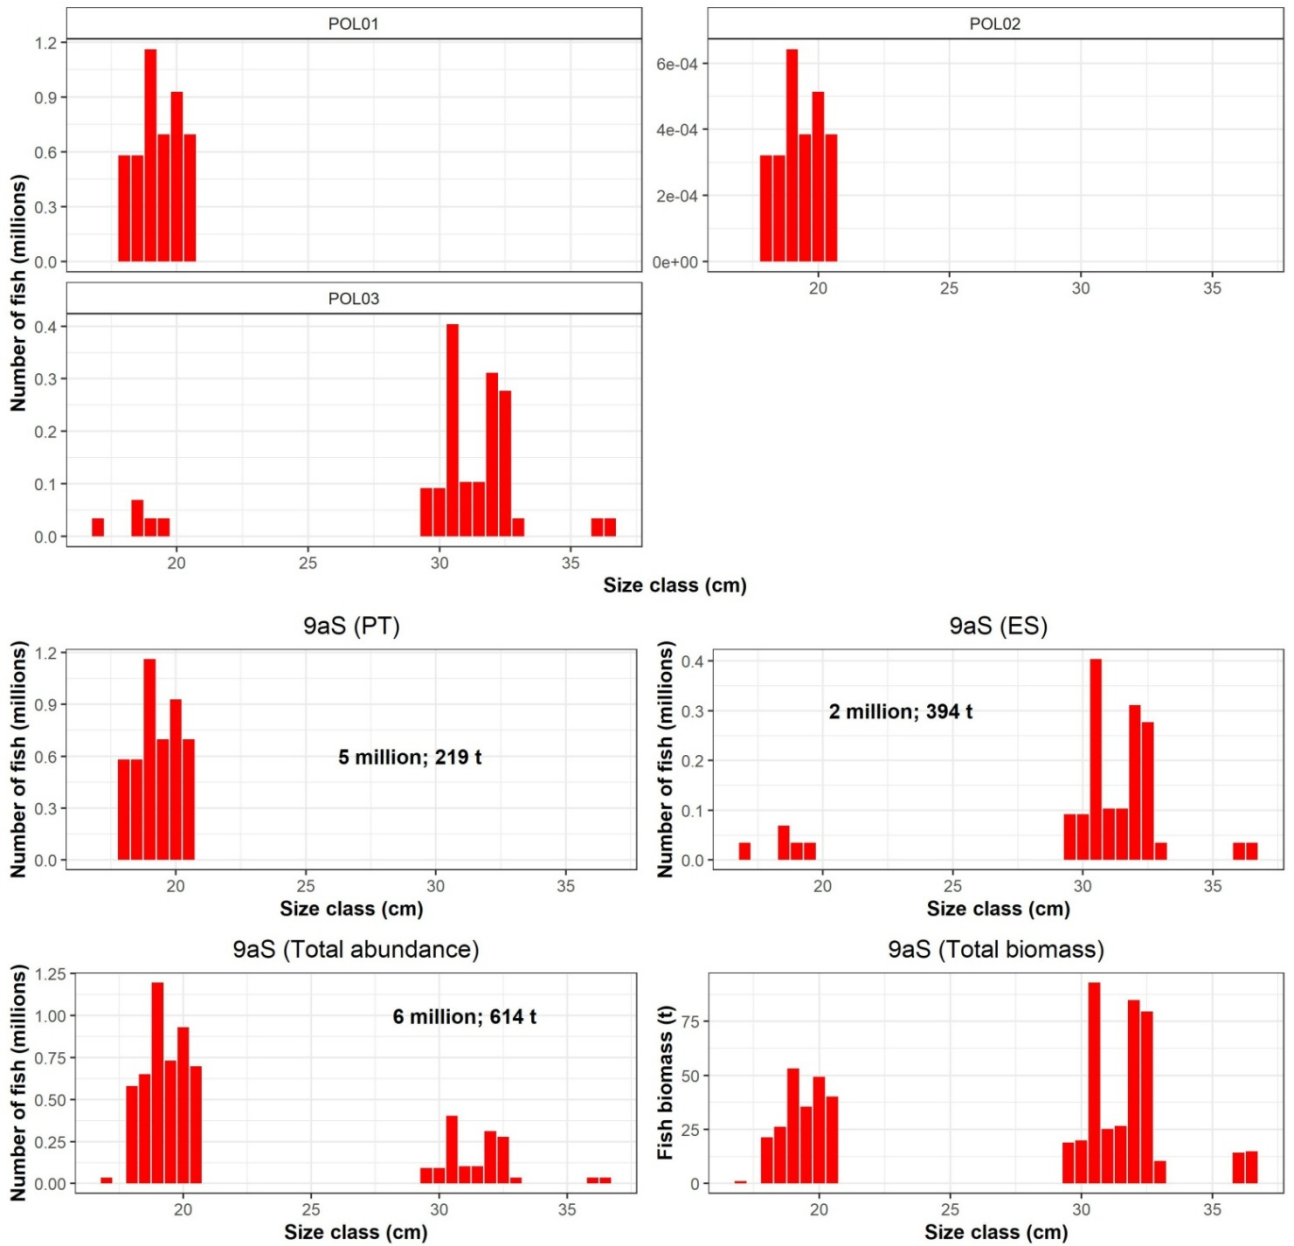 POL01
1.2
0.9
0.6
0.3
0.0
POL02
6e-04
4e-04
2e-04
0e+00
20 25 30 35
Number of fish (millions)
POL03
0.4
0.3
0.2
0.1
0.0
20 25 30 35
Size class (cm)
9aS (PT)
Number of fish (millions)
1.2
0.9
0.6
0.3
0.0
5 million; 219 t
20 25 30 35
Size class (cm)
9aS (ES)
Number of fish (millions)
0.4
0.3
0.2
0.1
0.0
2 million; 394 t
20 25 30 35
Size class (cm)
9aS (Total abundance)
Number of fish (millions)
1.25
1.00
0.75
0.50
0.25
0.00
6 million; 614 t
20 25 30 35
Size class (cm)
9aS (Total biomass)
Fish biomass (t)
75
50
25
0
20 25 30 35
Size class (cm)